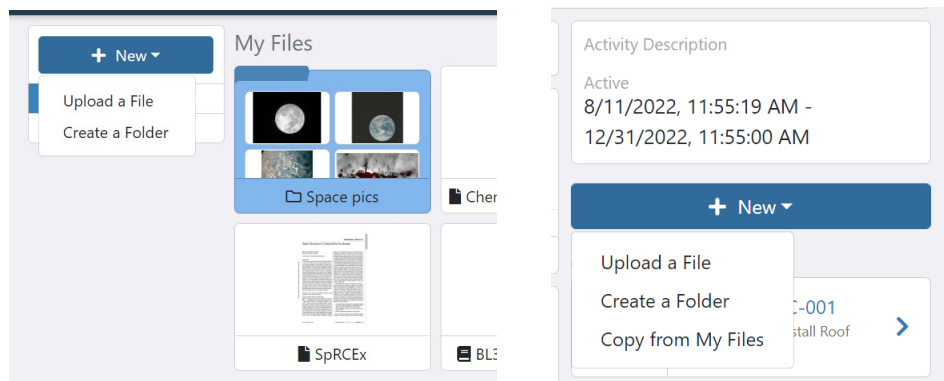 New
Upload a File
Create a Folder
My Files
Space pics
SpRCEx
Activity Description
Active
8/11/2022, 11:55:19 AM -
12/31/2022, 11:55:00 AM
New
Upload a File
Create a Folder
Copy from My Files
C-001
stall Roof